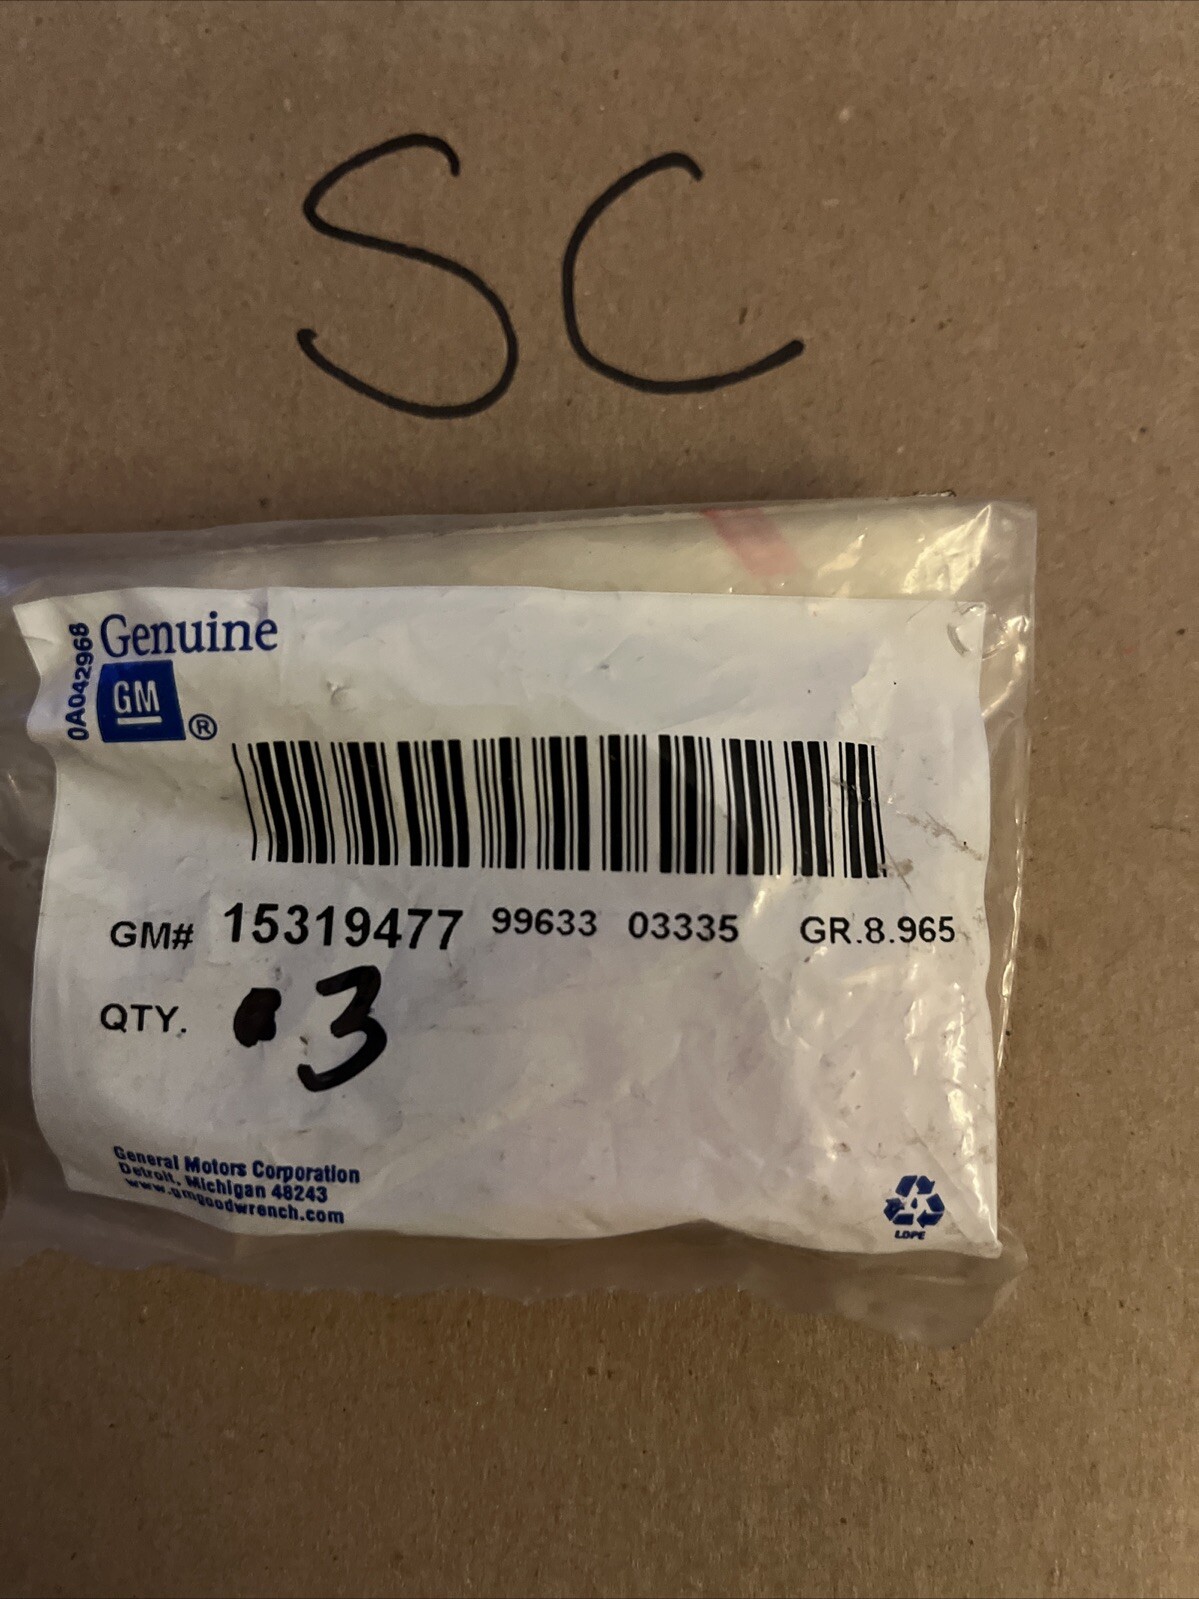 SC
0A042968
Genuine
GM
®
GM# 15319477 99633 03335 GR.8.965
QTY. 3
General Motors Corporation
Detroit, Michigan 48243
www.gmgoodwrench.com
4
LDPE